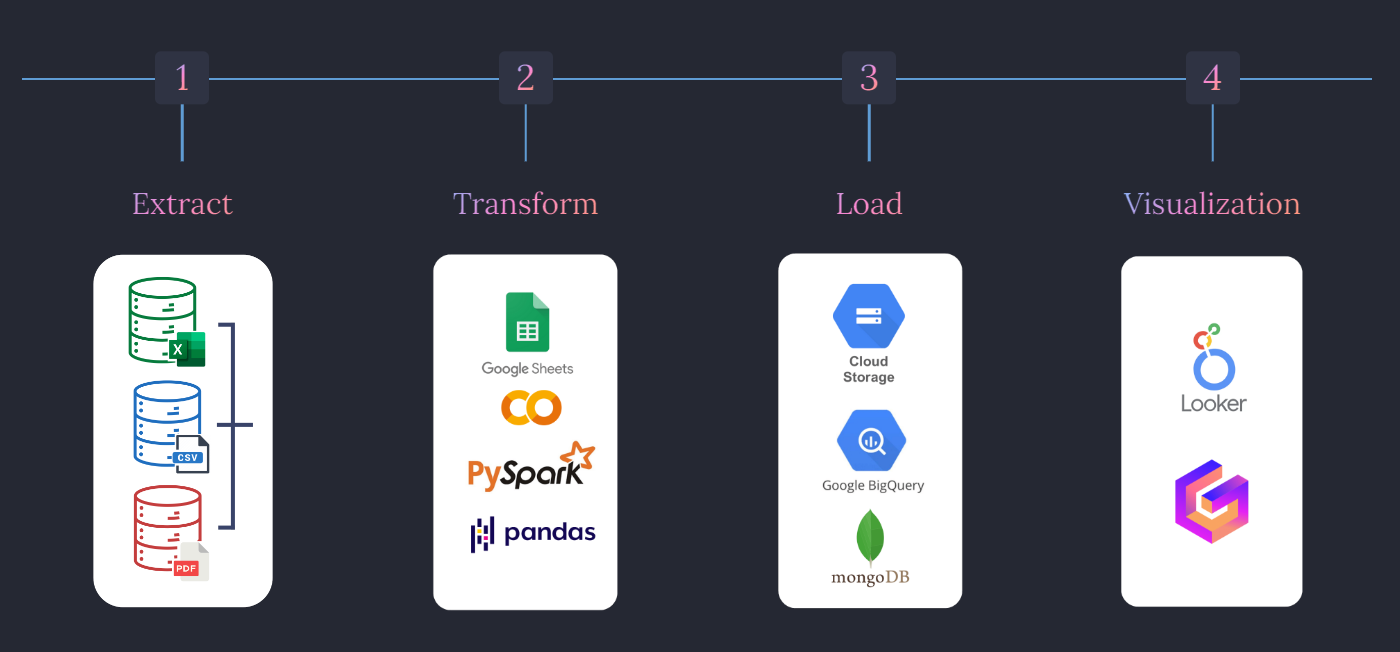 1
2
3
4
Extract
Transform
Load
Visualization
X
CSV
PDF
Google Sheets
PySpark
pandas
Cloud
Storage
Google BigQuery
mongoDB
Looker